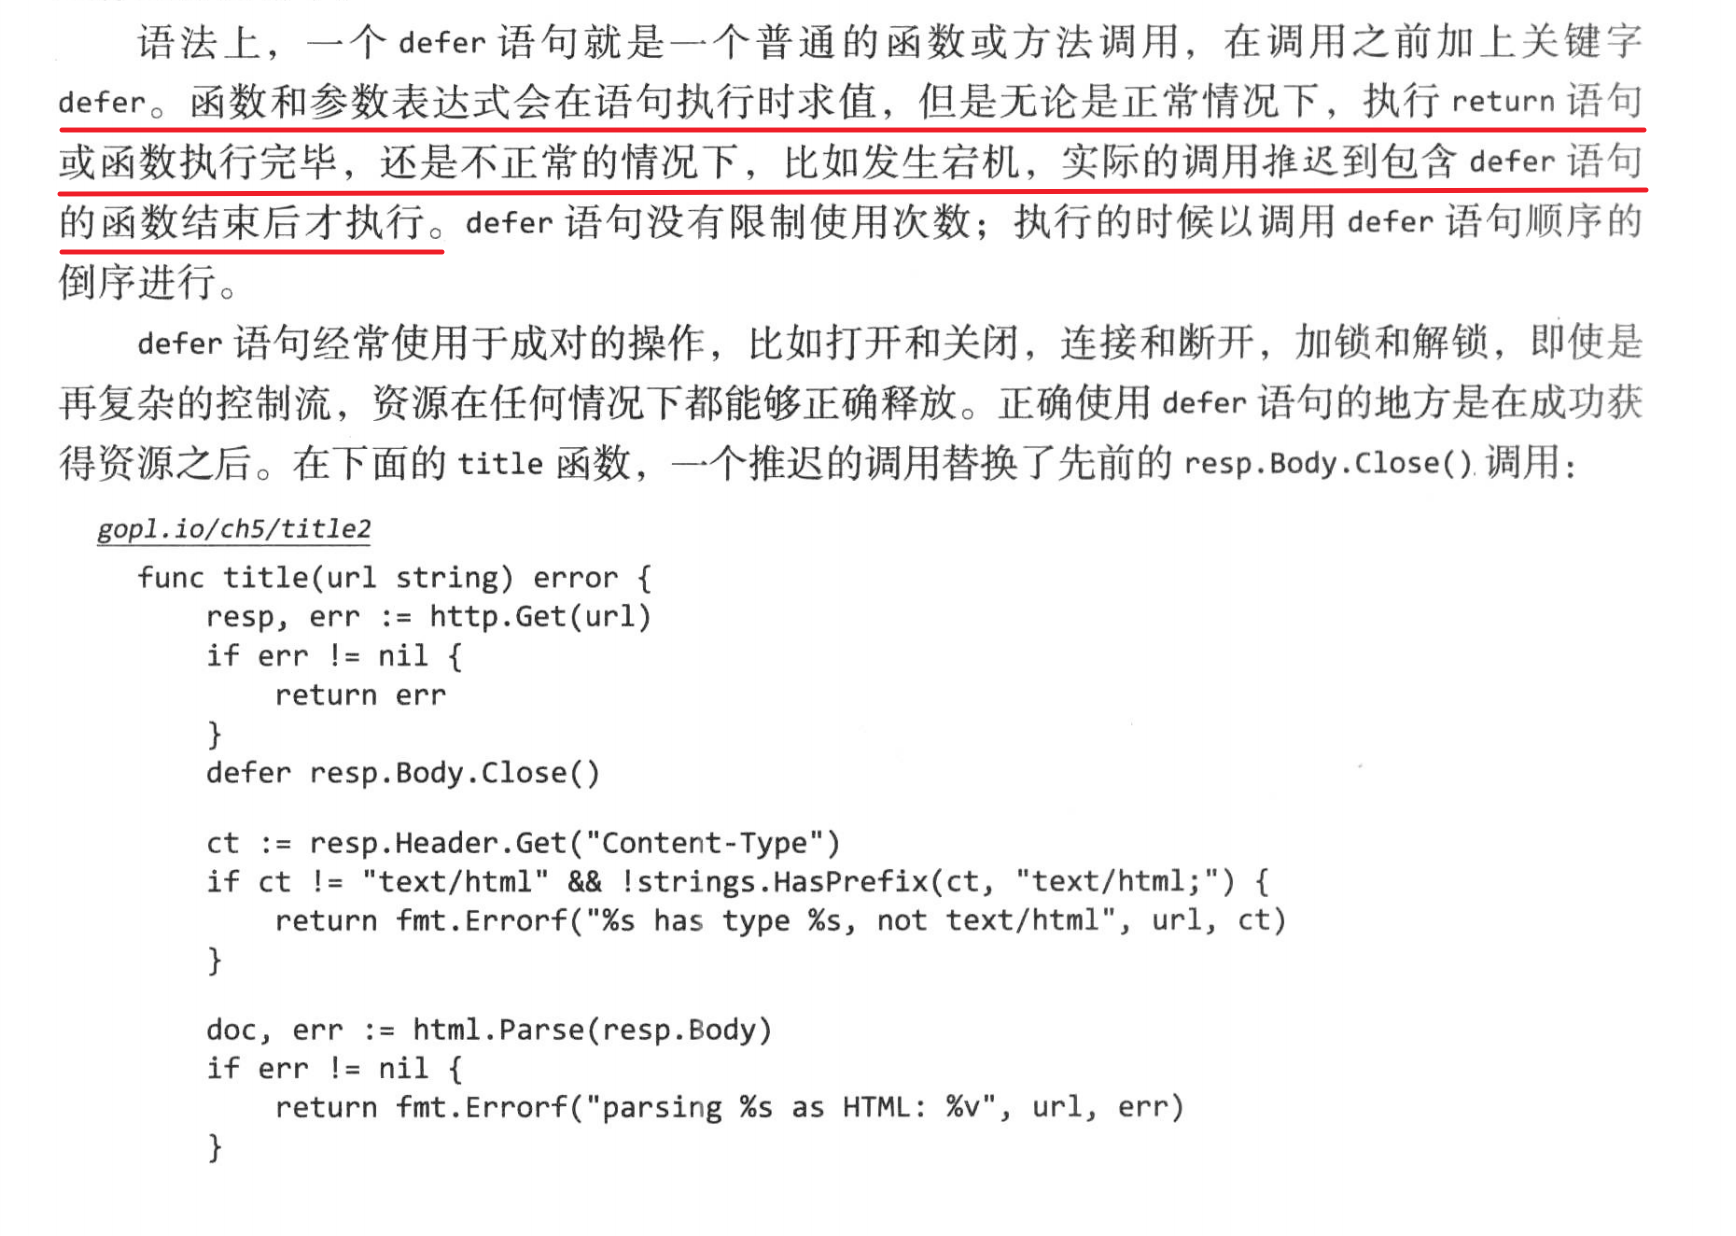 语法上，一个 defer 语句就是一个普通的函数或方法调用，在调用之前加上关键字
defer。函数和参数表达式会在语句执行时求值，但是无论是正常情况下，执行 return 语句
或函数执行完毕，还是不正常的情况下，比如发生宕机，实际的调用推迟到包含 defer 语句
的函数结束后才执行。defer 语句没有限制使用次数；执行的时候以调用 defer 语句顺序的
倒序进行。
defer 语句经常使用于成对的操作，比如打开和关闭，连接和断开，加锁和解锁，即使是
再复杂的控制流，资源在任何情况下都能够正确释放。正确使用 defer 语句的地方是在成功获
得资源之后。在下面的 title 函数，一个推迟的调用替换了先前的 resp.Body.Close() 调用：
gopl.io/ch5/title2
func title(url string) error {
    resp, err := http.Get(url)
    if err != nil {
        return err
    }
    defer resp.Body.Close()
    ct := resp.Header.Get("Content-Type")
    if ct != "text/html" && !strings.HasPrefix(ct, "text/html;") {
        return fmt.Errorf("%s has type %s, not text/html", url, ct)
    }
    doc, err := html.Parse(resp.Body)
    if err != nil {
        return fmt.Errorf("parsing %s as HTML: %v", url, err)
    }